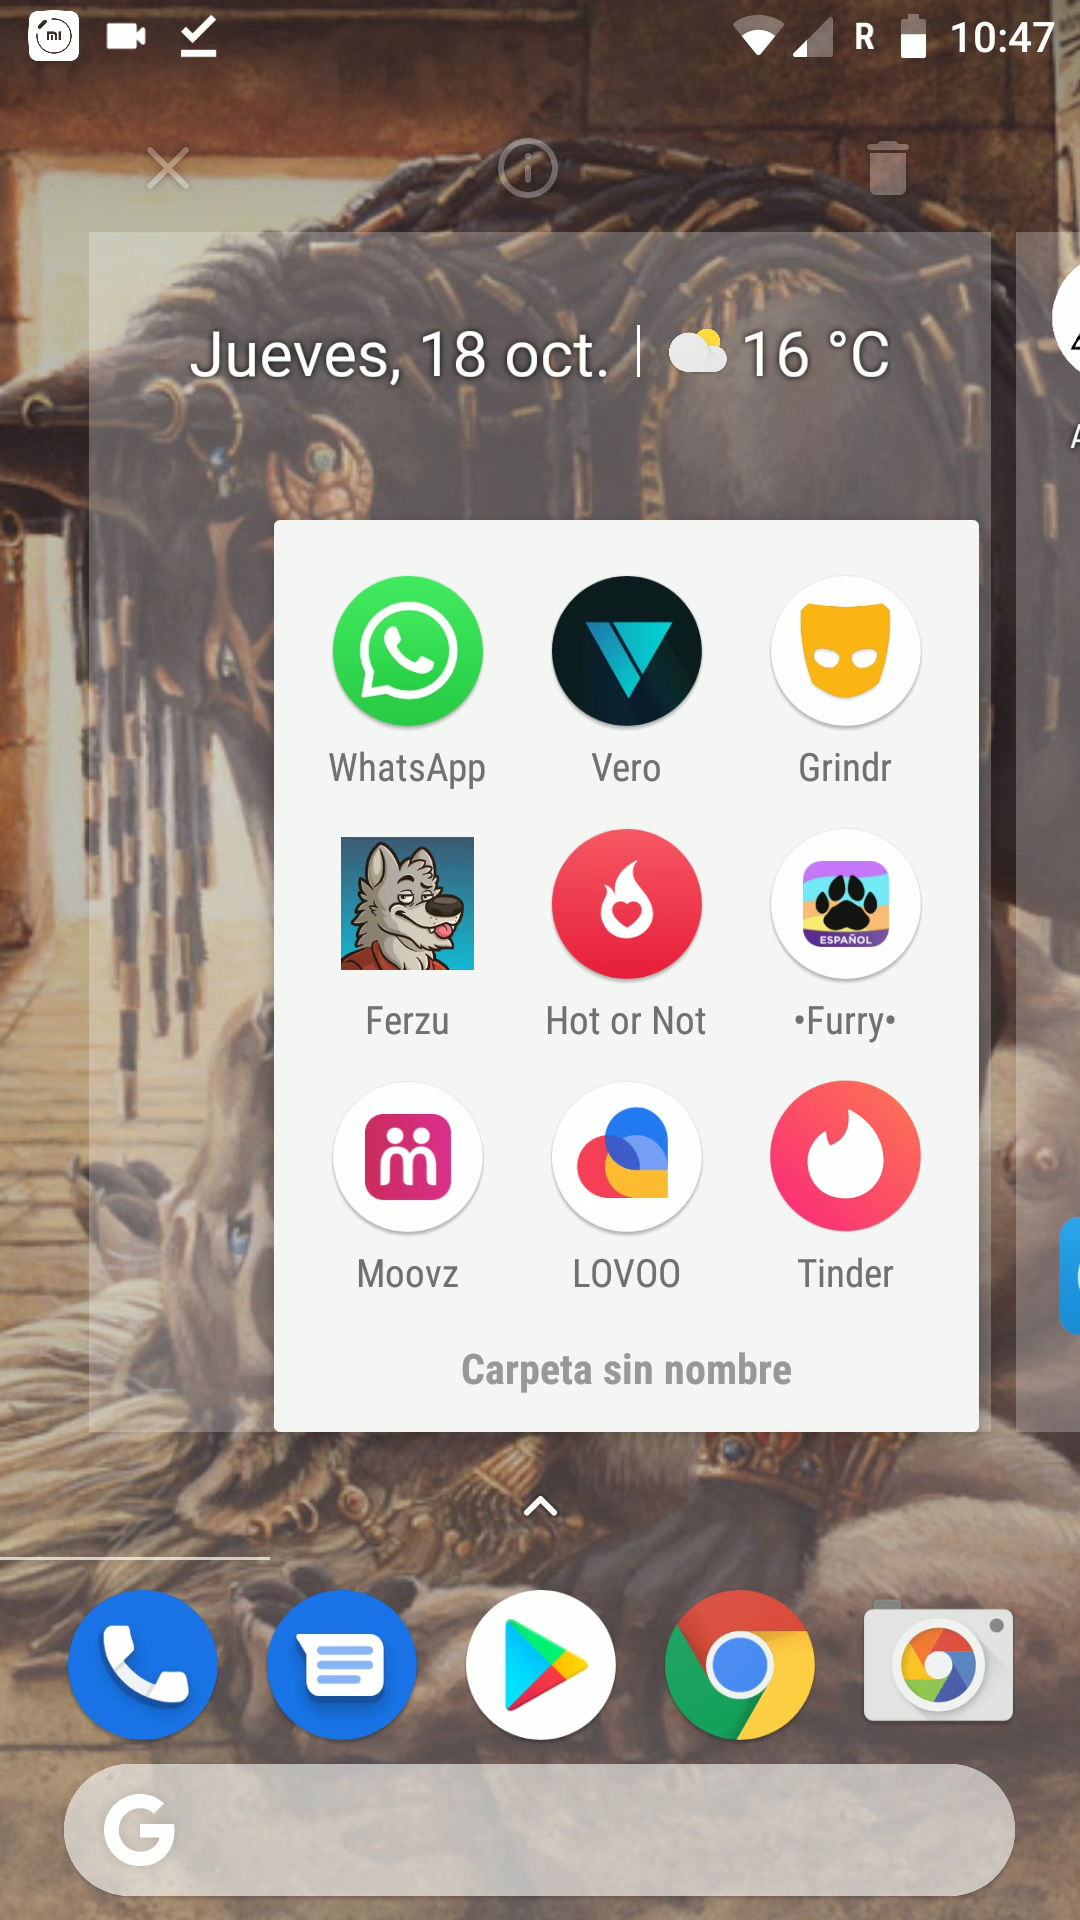 mi
R 10:47
Jueves, 18 oct. 16 °C
A
WhatsApp Vero Grindr
ESPAÑOL
Ferzu Hot or Not •Furry•
Moovz LOVOO Tinder
Carpeta sin nombre
G